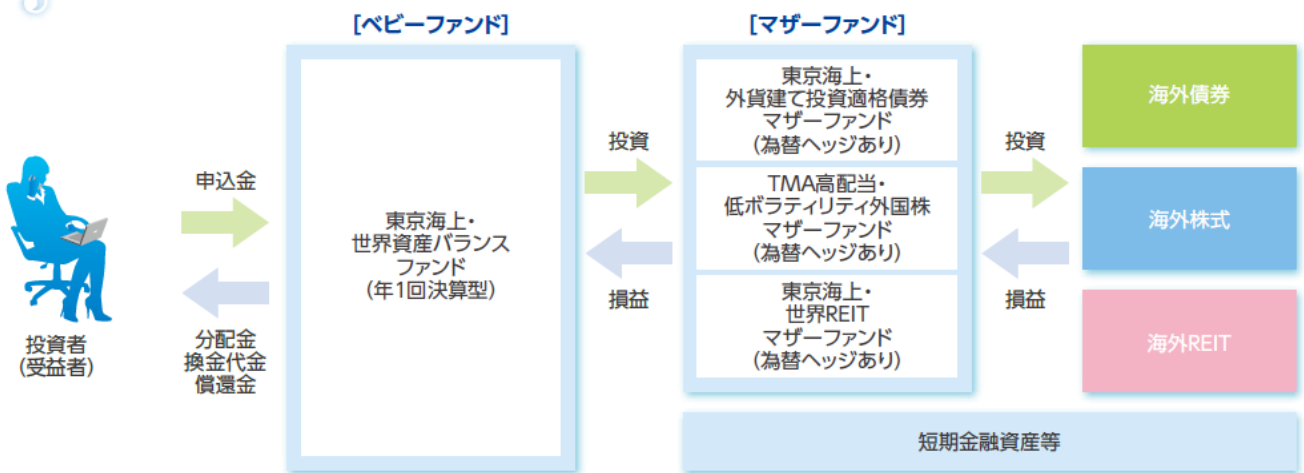 [ベビーファンド]
[マザーファンド]
投資者
(受益者)
申込金
分配金
換金代金
償還金
東京海上・
世界資産バランス
ファンド
(年1回決算型)
投資
損益
東京海上・
外貨建て投資適格債券
マザーファンド
(為替ヘッジあり)
TMA高配当・
低ボラティリティ外国株
マザーファンド
(為替ヘッジあり)
東京海上・
世界REIT
マザーファンド
(為替ヘッジあり)
投資
損益
海外債券
海外株式
海外REIT
短期金融資産等